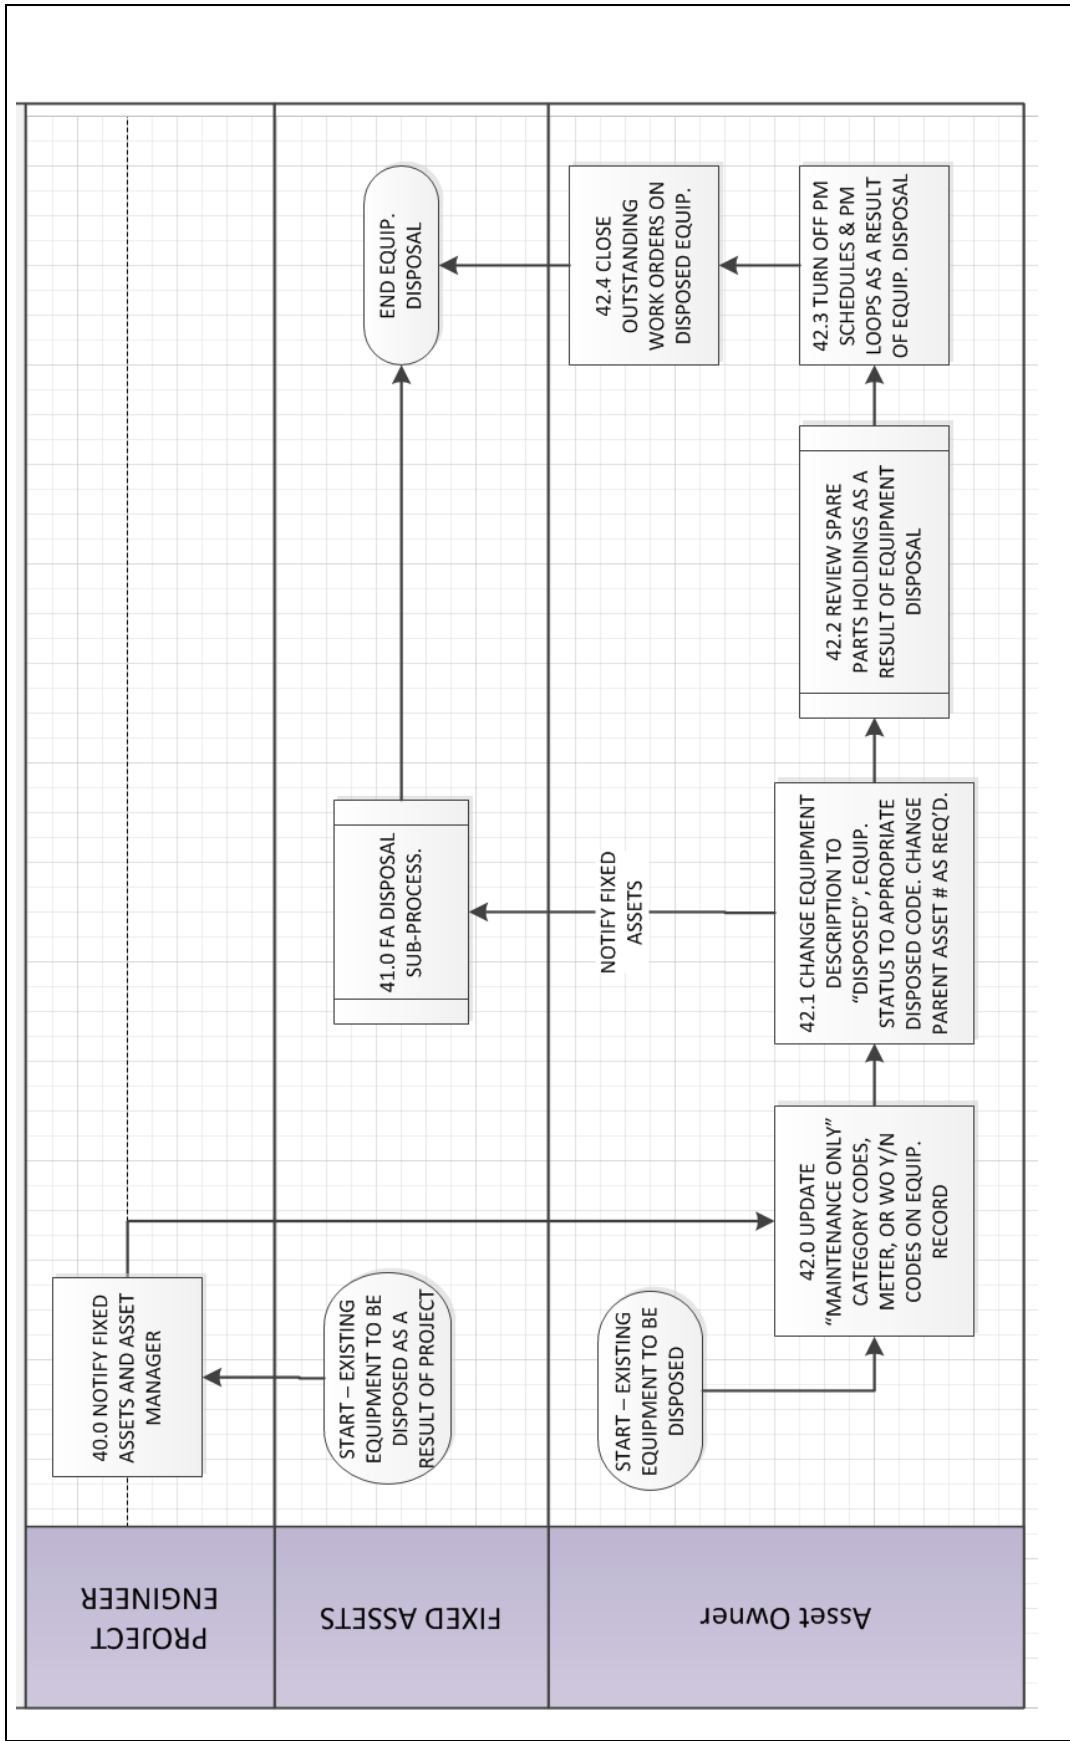 PROJECT
ENGINEER
40.0 NOTIFY FIXED
ASSETS AND ASSET
MANAGER
FIXED ASSETS
START – EXISTING
EQUIPMENT TO BE
DISPOSED AS A
RESULT OF PROJECT
41.0 FA DISPOSAL
SUB-PROCESS.
END EQUIP.
DISPOSAL
Asset Owner
START – EXISTING
EQUIPMENT TO BE
DISPOSED
42.0 UPDATE
“MAINTENANCE ONLY”
CATEGORY CODES,
METER, OR WO Y/N
CODES ON EQUIP.
RECORD
NOTIFY FIXED
ASSETS
42.1 CHANGE EQUIPMENT
DESCRIPTION TO
“DISPOSED”, EQUIP.
STATUS TO APPROPRIATE
DISPOSED CODE. CHANGE
PARENT ASSET # AS REQ’D.
42.2 REVIEW SPARE
PARTS HOLDINGS AS A
RESULT OF EQUIPMENT
DISPOSAL
42.3 TURN OFF PM
SCHEDULES & PM
LOOPS AS A RESULT
OF EQUIP. DISPOSAL
42.4 CLOSE
OUTSTANDING
WORK ORDERS ON
DISPOSED EQUIP.